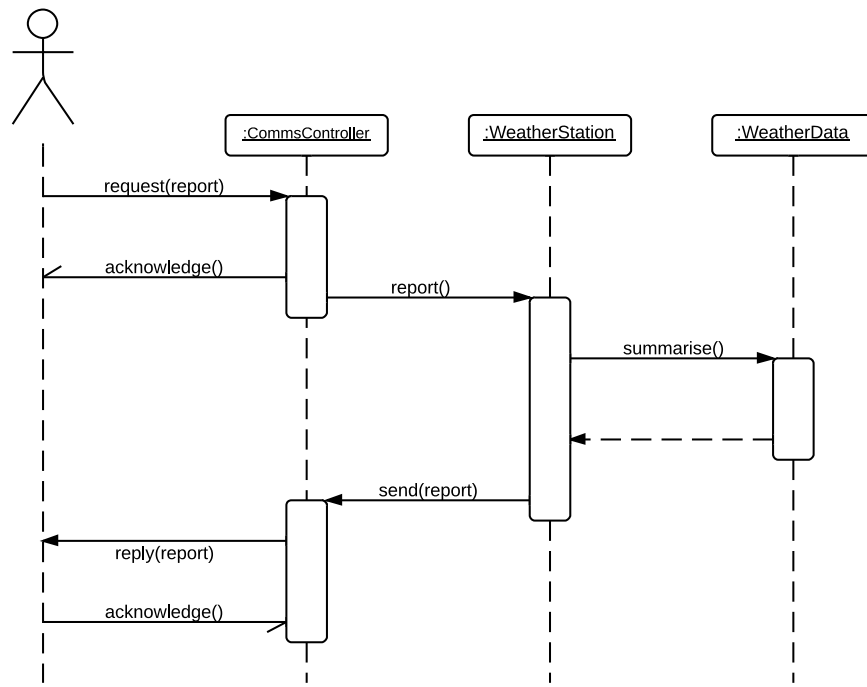 :CommsController
:WeatherStation
:WeatherData
request(report)
acknowledge()
report()
summarise()
send(report)
reply(report)
acknowledge()